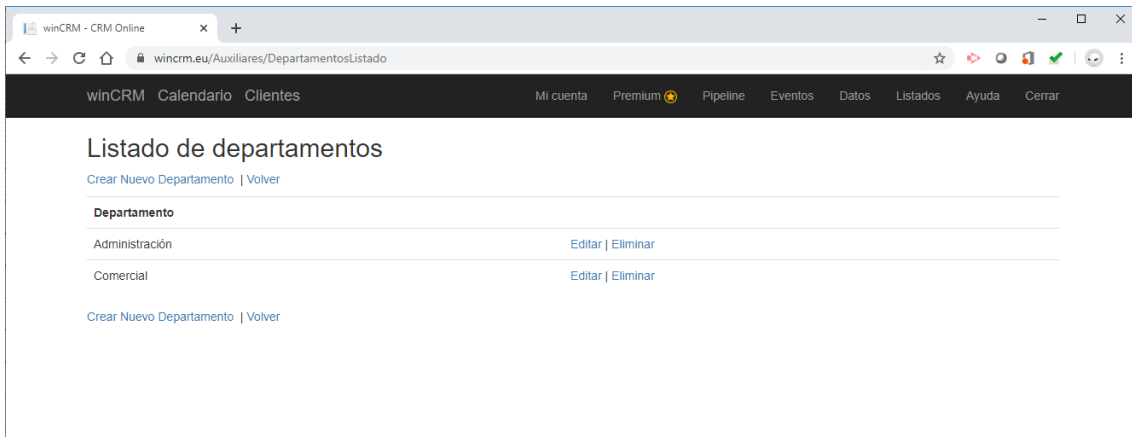 winCRM - CRM Online
wincrm.eu/Auxiliares/DepartamentosListado
winCRM Calendario Clientes Mi cuenta Premium Pipeline Eventos Datos Listados Ayuda Cerrar
Listado de departamentos
Crear Nuevo Departamento | Volver
Departamento
Administración Editar | Eliminar
Comercial Editar | Eliminar
Crear Nuevo Departamento | Volver